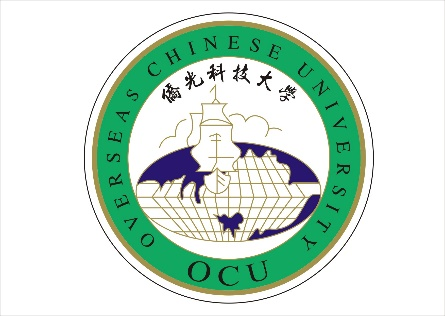 OVERSEAS CHINESE UNIVERSITY
僑光科技大學
OCU